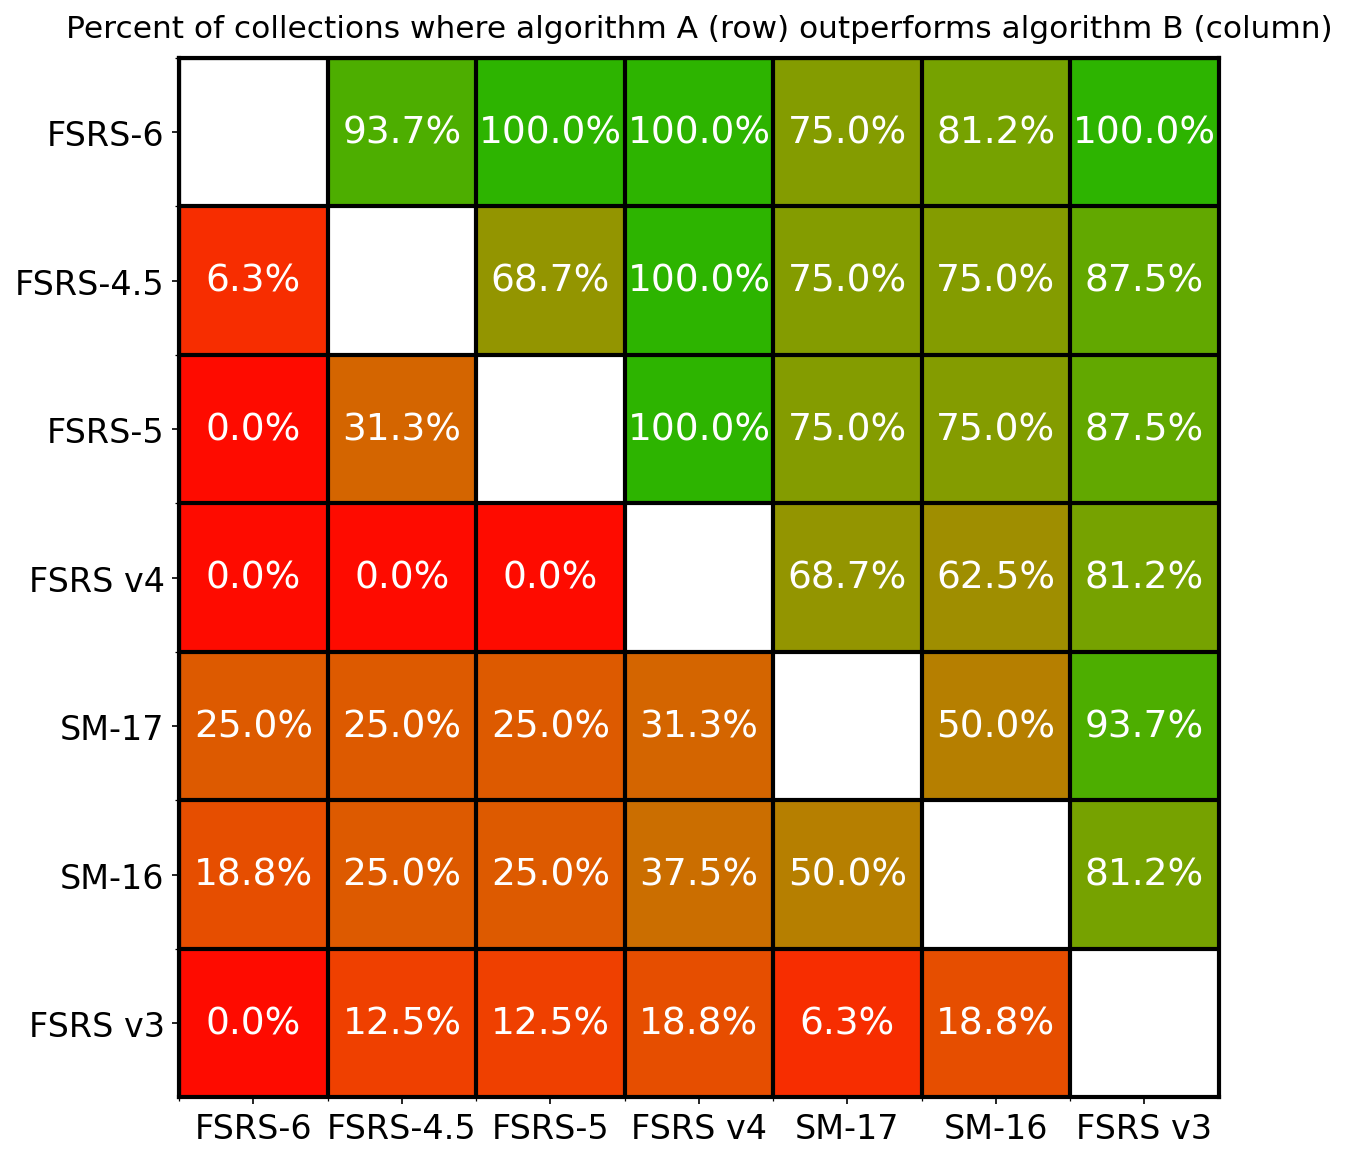 Percent of collections where algorithm A (row) outperforms algorithm B (column)
FSRS-6 93.7% 100.0% 100.0% 75.0% 81.2% 100.0%
FSRS-4.5 6.3% 68.7% 100.0% 75.0% 75.0% 87.5%
FSRS-5 0.0% 31.3% 100.0% 75.0% 75.0% 87.5%
FSRS v4 0.0% 0.0% 0.0% 68.7% 62.5% 81.2%
SM-17 25.0% 25.0% 25.0% 31.3% 50.0% 93.7%
SM-16 18.8% 25.0% 25.0% 37.5% 50.0% 81.2%
FSRS v3 0.0% 12.5% 12.5% 18.8% 6.3% 18.8%
FSRS-6 FSRS-4.5 FSRS-5 FSRS v4 SM-17 SM-16 FSRS v3